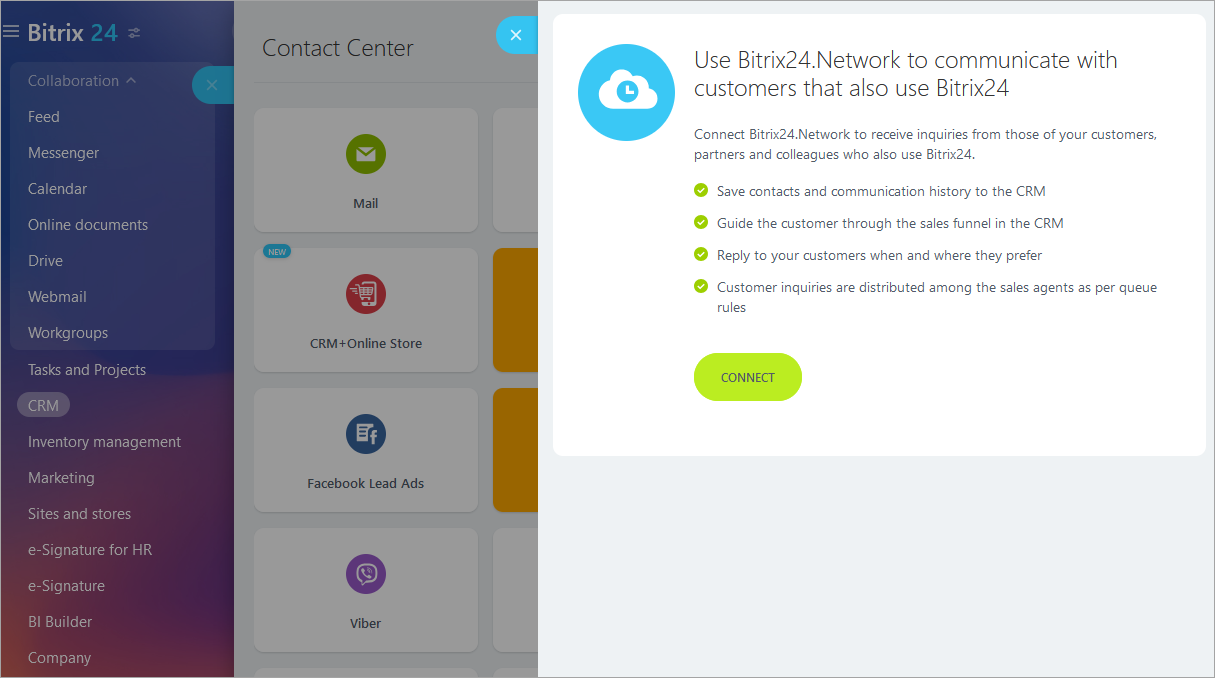 Bitrix 24
Collaboration
Feed
Messenger
Calendar
Online documents
Drive
Webmail
Workgroups
Tasks and Projects
CRM
Inventory management
Marketing
Sites and stores
e-Signature for HR
e-Signature
BI Builder
Company
Contact Center
Mail
NEW
CRM+Online Store
Facebook Lead Ads
Viber
Use Bitrix24.Network to communicate with
customers that also use Bitrix24
Connect Bitrix24.Network to receive inquiries from those of your customers,
partners and colleagues who also use Bitrix24.
Save contacts and communication history to the CRM
Guide the customer through the sales funnel in the CRM
Reply to your customers when and where they prefer
Customer inquiries are distributed among the sales agents as per queue
rules
CONNECT